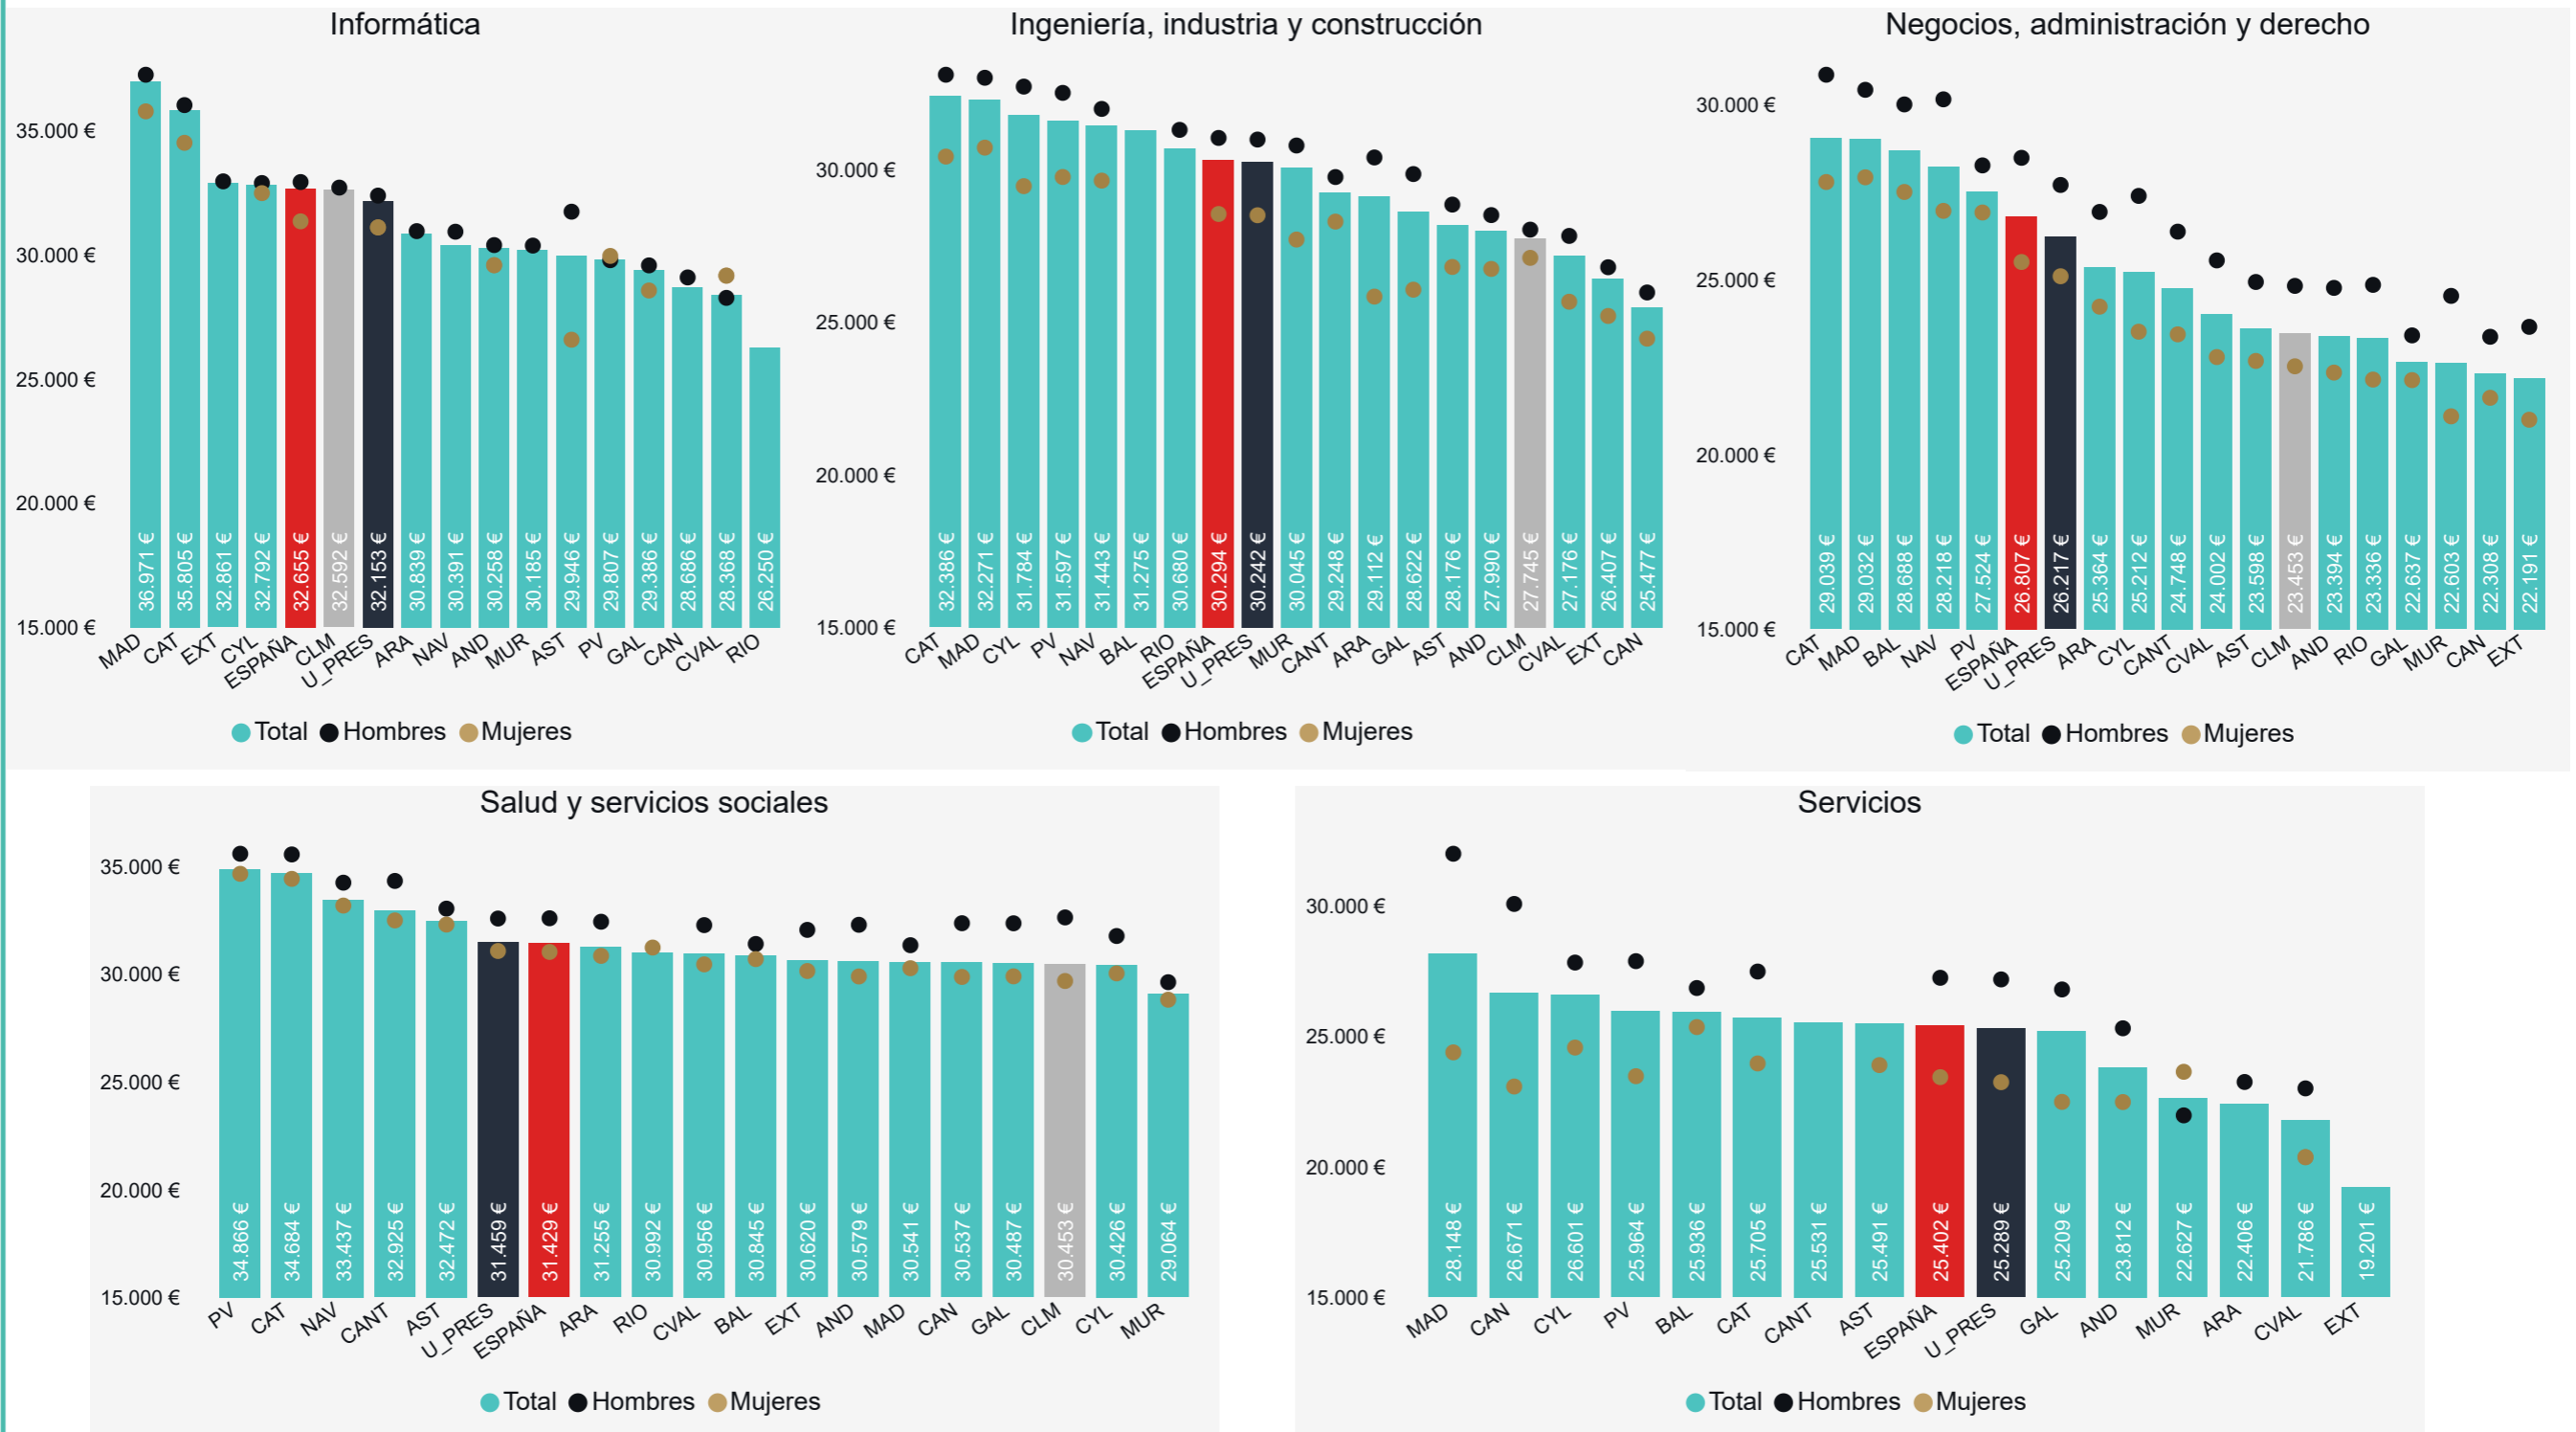 Informática
35.000 €
30.000 €
25.000 €
20.000 €
15.000 €
36.971 € 35.805 € 32.861 € 32.792 € 32.655 € 32.592 € 32.153 € 30.839 € 30.391 € 30.258 € 30.185 € 29.946 € 29.807 € 29.386 € 28.686 € 28.368 € 26.250 €
MAD CAT EXT CYL ESPAÑA CLM U_PRES ARA NAV AND MUR AST PV GAL CAN CVAL RIO
Total Hombres Mujeres
Ingeniería, industria y construcción
30.000 €
25.000 €
20.000 €
15.000 €
32.386 € 32.271 € 31.784 € 31.597 € 31.443 € 31.275 € 30.680 € 30.294 € 30.242 € 30.045 € 29.248 € 29.112 € 28.622 € 28.176 € 27.990 € 27.745 € 27.176 € 26.407 € 25.477 €
CAT MAD CYL PV NAV BAL RIO ESPAÑA U_PRES MUR CANT ARA GAL AST AND CLM CVAL EXT CAN
Total Hombres Mujeres
Negocios, administración y derecho
30.000 €
25.000 €
20.000 €
15.000 €
29.039 € 29.032 € 28.688 € 28.218 € 27.524 € 26.807 € 26.217 € 25.364 € 25.212 € 24.748 € 24.002 € 23.598 € 23.453 € 23.394 € 23.336 € 22.637 € 22.603 € 22.308 € 22.191 €
CAT MAD BAL NAV PV ESPAÑA U_PRES ARA CYL CANT CVAL AST CLM AND RIO GAL MUR CAN EXT
Total Hombres Mujeres
Salud y servicios sociales
35.000 €
30.000 €
25.000 €
20.000 €
15.000 €
34.866 € 34.684 € 33.437 € 32.925 € 32.472 € 31.459 € 31.429 € 31.255 € 30.992 € 30.956 € 30.845 € 30.620 € 30.579 € 30.541 € 30.537 € 30.487 € 30.453 € 30.426 € 29.064 €
PV CAT NAV CANT AST U_PRES ESPAÑA ARA RIO CVAL BAL EXT AND MAD CAN GAL CLM CYL MUR
Total Hombres Mujeres
Servicios
30.000 €
25.000 €
20.000 €
15.000 €
28.148 € 26.671 € 26.601 € 25.964 € 25.936 € 25.705 € 25.531 € 25.491 € 25.402 € 25.289 € 25.209 € 23.812 € 22.627 € 22.406 € 21.786 € 19.201 €
MAD CAN CYL PV BAL CAT CANT AST ESPAÑA U_PRES GAL AND MUR ARA CVAL EXT
Total Hombres Mujeres